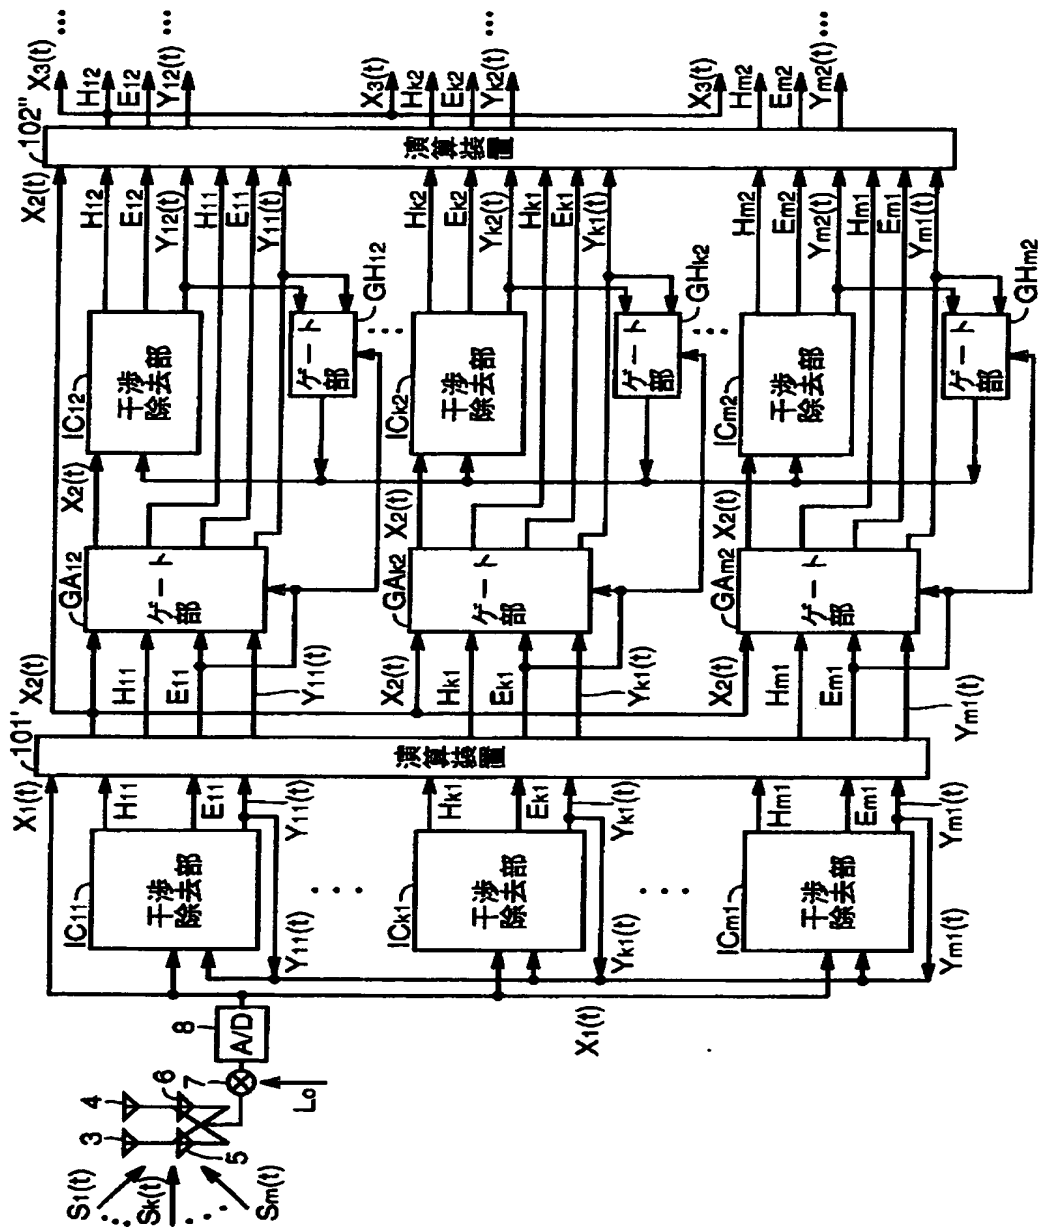 S1(t)
Sk(t)
Sm(t)
3
4
5
6
7
L0
8
A/D
X1(t)
X1(t)
101'
演算装置
IC11
干渉
除去部
H11
E11
Y11(t)
Y11(t)
ICk1
干渉
除去部
Hk1
Ek1
Yk1(t)
Yk1(t)
ICm1
干渉
除去部
Hm1
Em1
Ym1(t)
Ym1(t)
X2(t)
H11
E11
Y11(t)
GA12
ゲート
部
X2(t)
Hk1
Ek1
Yk1(t)
GAk2
ゲート
部
X2(t)
Hm1
Em1
Ym1(t)
GAm2
ゲート
部
X2(t)
IC12
干渉
除去部
GH12
ゲート
部
X2(t)
ICk2
干渉
除去部
GHk2
ゲート
部
X2(t)
ICm2
干渉
除去部
GHm2
ゲート
部
X2(t)
H12
E12
Y12(t)
H11
E11
Y11(t)
Hk2
Ek2
Yk2(t)
Hk1
Ek1
Yk1(t)
Hm2
Em2
Ym2(t)
Hm1
Em1
Ym1(t)
102"
演算装置
X3(t)
H12
E12
Y12(t)
X3(t)
Hk2
Ek2
Yk2(t)
X3(t)
Hm2
Em2
Ym2(t)